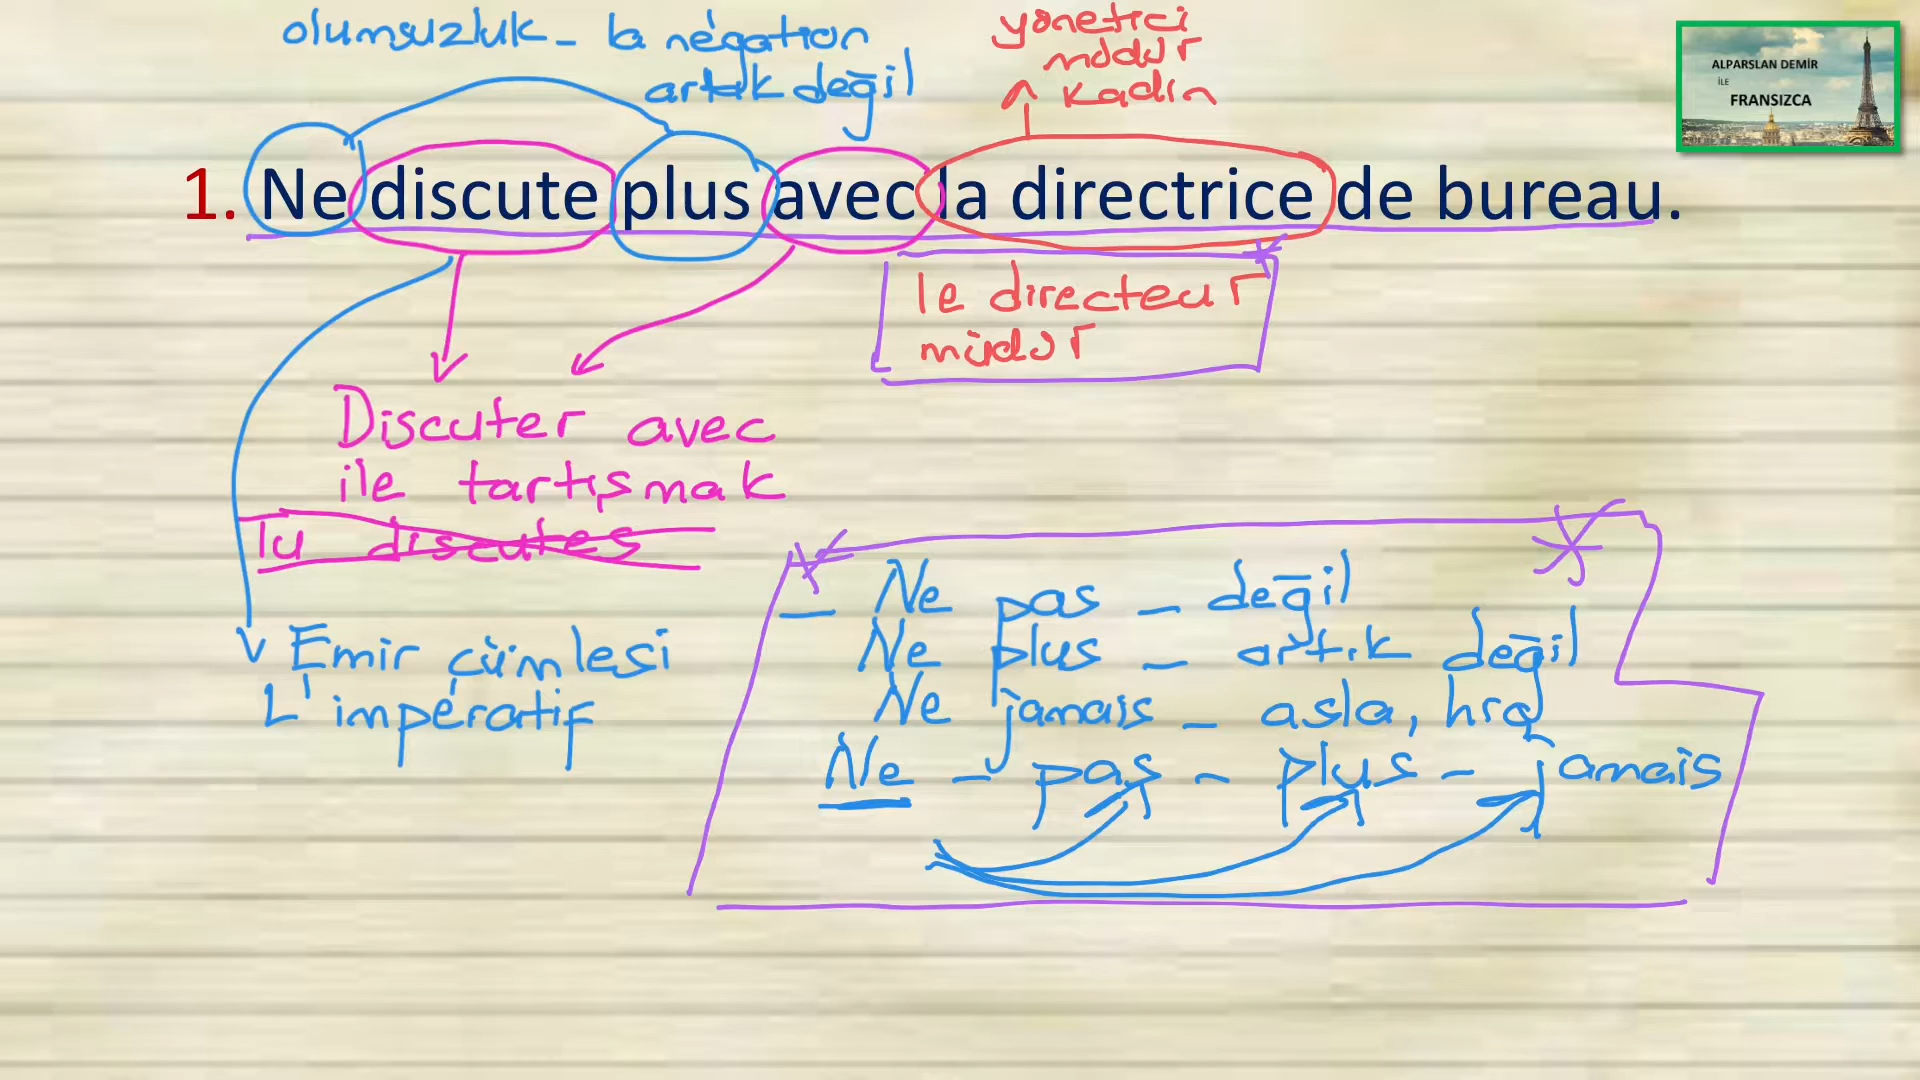 olumsuzluk - la négation
artık değil
yönetici
müdür
kadın
ALPARSLAN DEMİR
İLE
FRANSIZCA
1. Ne discute plus avec la directrice de bureau.
le directeur
müdür
Discuter avec
ile tartışmak
Tu discutes
Emir cümlesi
L'impératif
- Ne pas - değil
Ne plus - artık değil
Ne jamais - asla, hiç
Ne - pas - plus - jamais